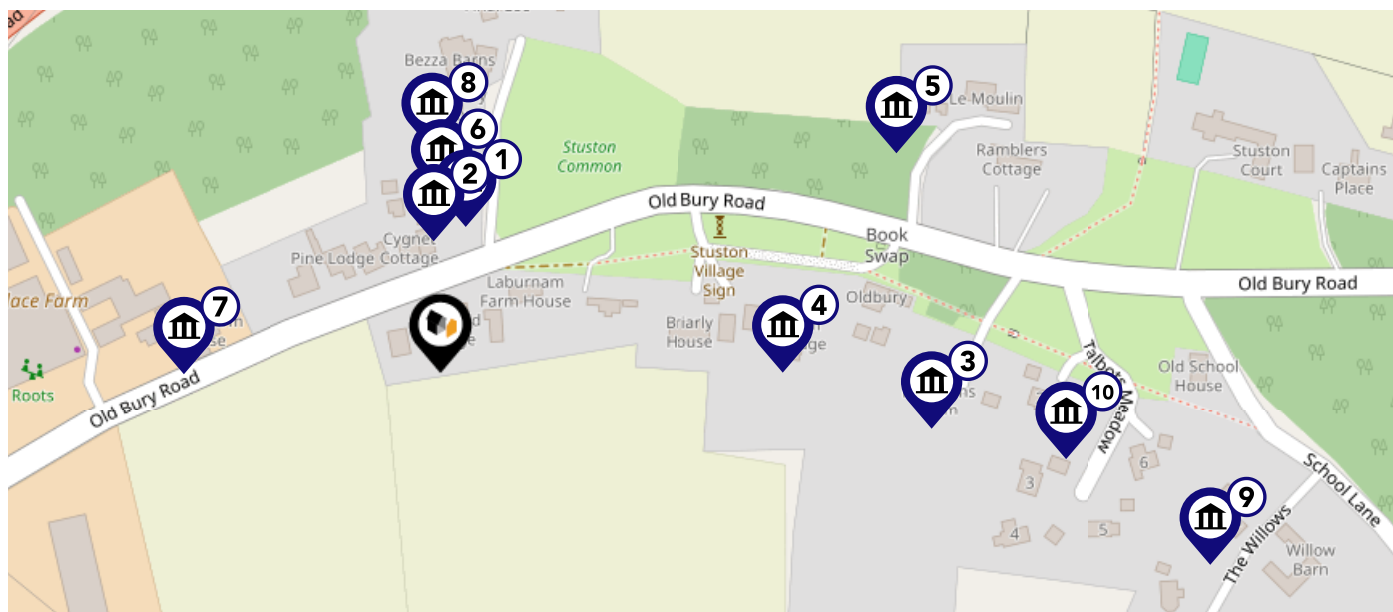 ad
Bezza Barns
8
6
1
2
5
Le Moulin
Stuston
Common
Ramblers
Cottage
Stuston
Court
Captains
Place
Old Bury Road
Book
Swap
Cygnet
Pine Lodge Cottage
Stuston
Village
Sign
Laburnam
Farm House
Oldbury
Old Bury Road
lace Farm
7
se
4
Briarly
House
3
Talbots Meadow
Old School
House
10
Roots
Old Bury Road
6
3
School Lane
9
4
5
The Willows
Willow
Barn